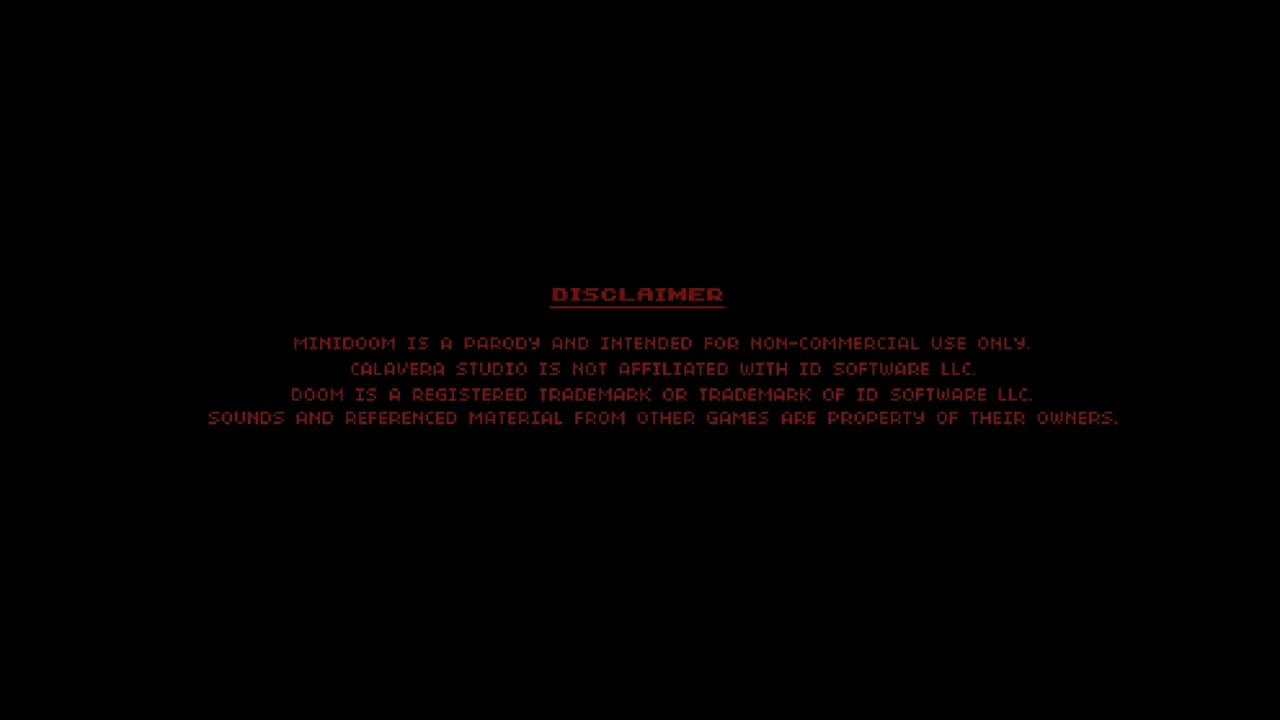 DISCLAIMER
MINIDOOM IS A PARODY AND INTENDED FOR NON-COMMERCIAL USE ONLY.
CALAVERA STUDIO IS NOT AFFILIATED WITH ID SOFTWARE LLC.
DOOM IS A REGISTERED TRADEMARK OR TRADEMARK OF ID SOFTWARE LLC.
SOUNDS AND REFERENCED MATERIAL FROM OTHER GAMES ARE PROPERTY OF THEIR OWNERS.